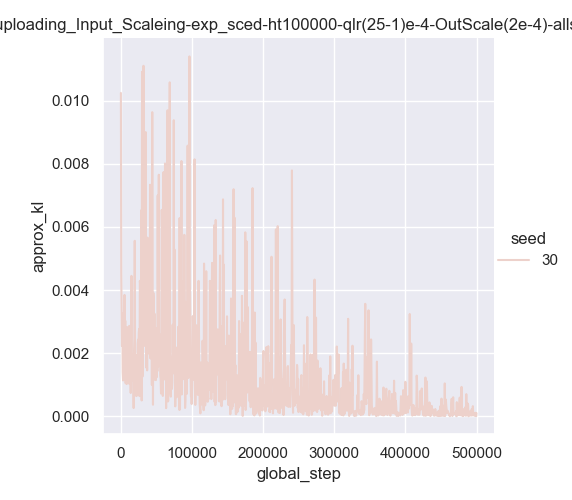 uploading_Input_Scaleing-exp_sced-ht100000-qlr(25-1)e-4-OutScale(2e-4)-alls
approx_kl
0.010
0.008
0.006
0.004
0.002
0.000
0 100000 200000 300000 400000 500000
global_step
seed
30